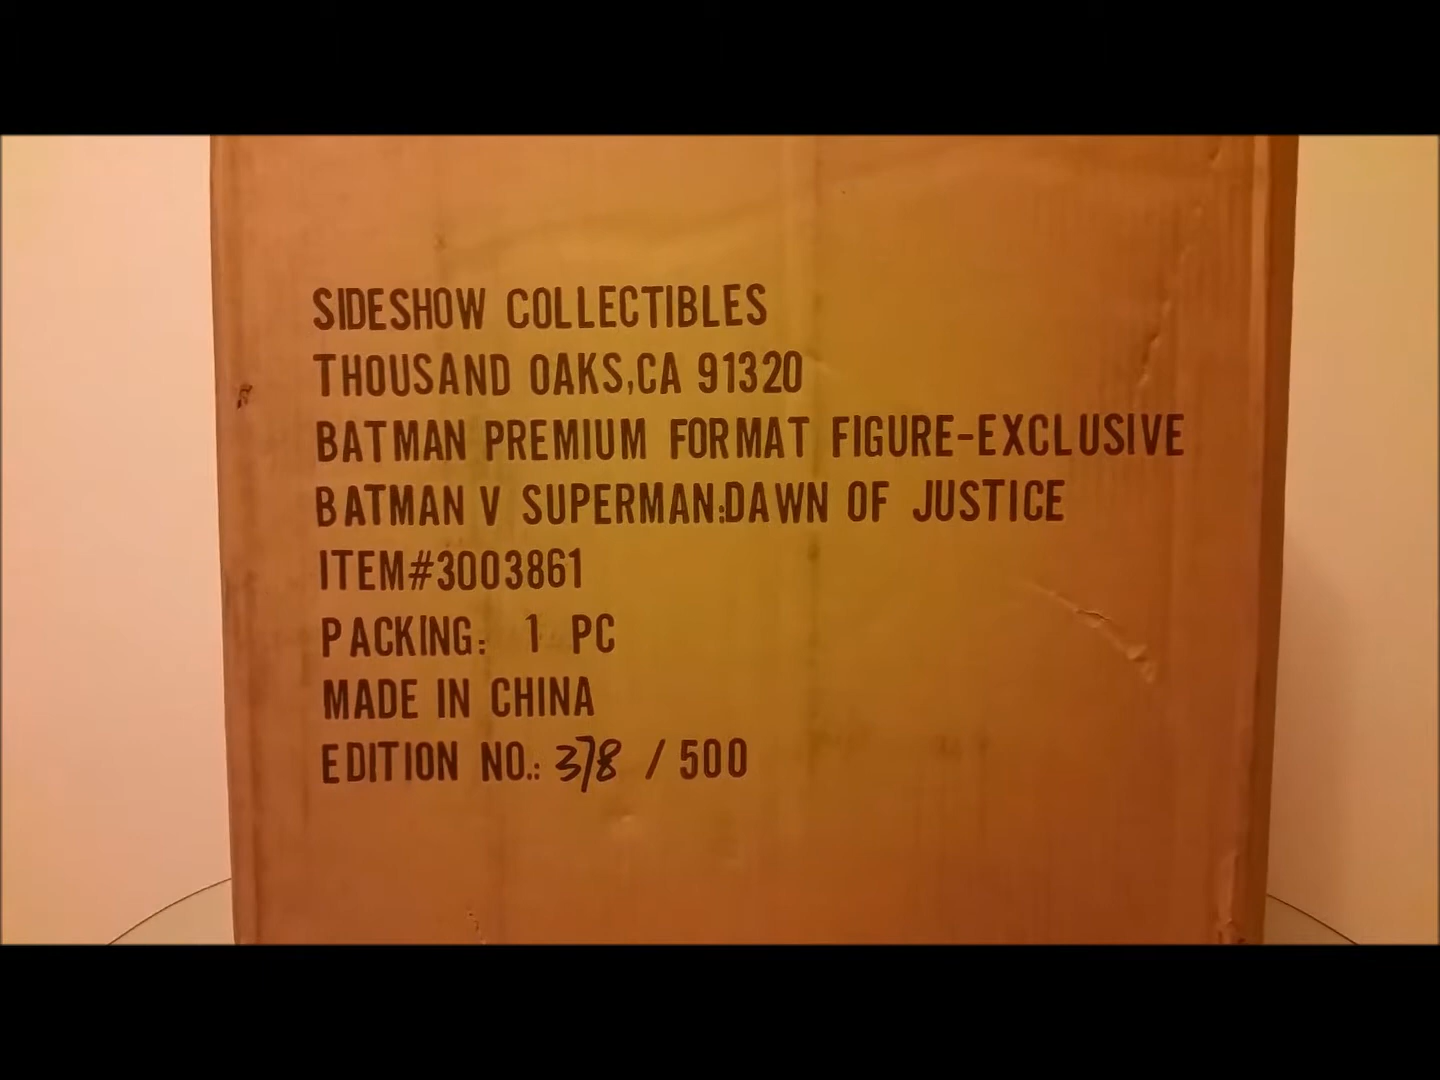 SIDESHOW COLLECTIBLES
THOUSAND OAKS,CA 91320
BATMAN PREMIUM FORMAT FIGURE-EXCLUSIVE
BATMAN V SUPERMAN:DAWN OF JUSTICE
ITEM#3003861
PACKING: 1 PC
MADE IN CHINA
EDITION NO.: 378 / 500